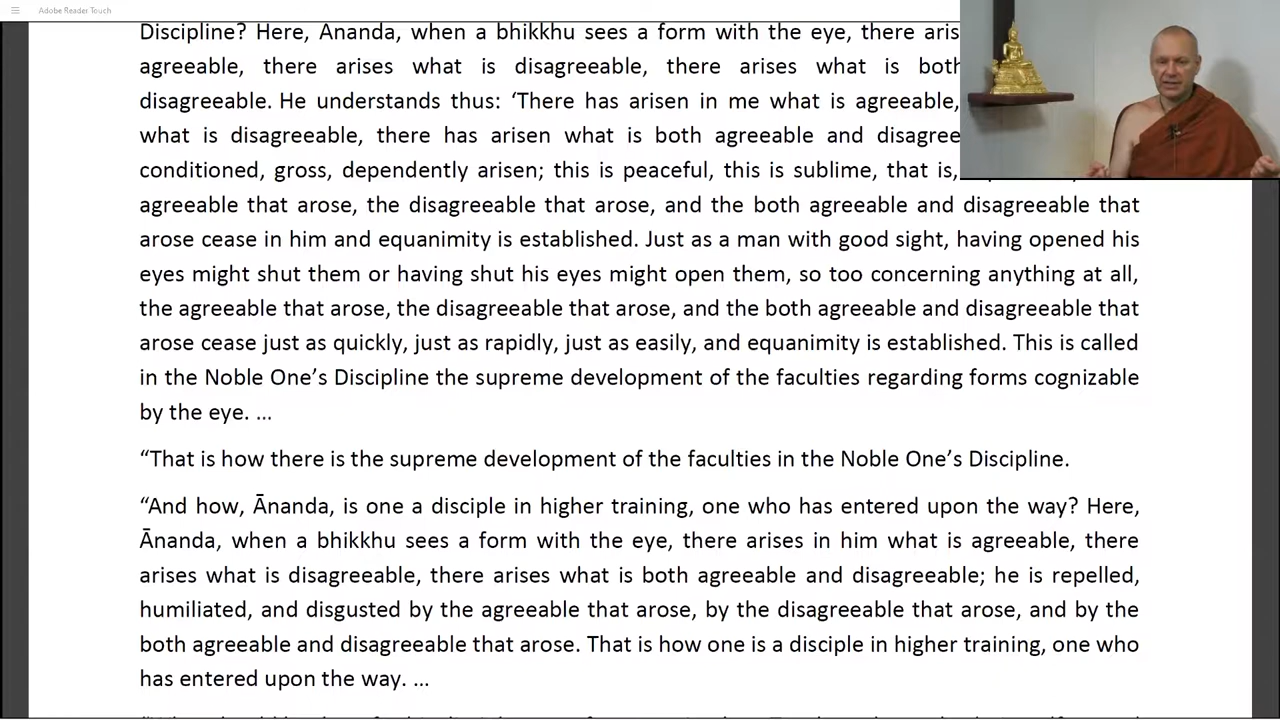 Adobe Reader Touch
Discipline? Here, Ānanda, when a bhikkhu sees a form with the eye, there
agreeable, there arises what is disagreeable, there arises what is both
disagreeable. He understands thus: ‘There has arisen in me what is agreeable,
what is disagreeable, there has arisen what is both agreeable and
conditioned, gross, dependently arisen; this is peaceful, this is sublime, that is,
agreeable that arose, the disagreeable that arose, and the both agreeable and disagreeable that
arose cease in him and equanimity is established. Just as a man with good sight, having opened his
eyes might shut them or having shut his eyes might open them, so too concerning anything at all,
the agreeable that arose, the disagreeable that arose, and the both agreeable and disagreeable that
arose cease just as quickly, just as rapidly, just as easily, and equanimity is established. This is called
in the Noble One’s Discipline the supreme development of the faculties regarding forms cognizable
by the eye. …
“That is how there is the supreme development of the faculties in the Noble One’s Discipline.
“And how, Ānanda, is one a disciple in higher training, one who has entered upon the way? Here,
Ānanda, when a bhikkhu sees a form with the eye, there arises in him what is agreeable, there
arises what is disagreeable, there arises what is both agreeable and disagreeable; he is repelled,
humiliated, and disgusted by the agreeable that arose, by the disagreeable that arose, and by the
both agreeable and disagreeable that arose. That is how one is a disciple in higher training, one who
has entered upon the way. …